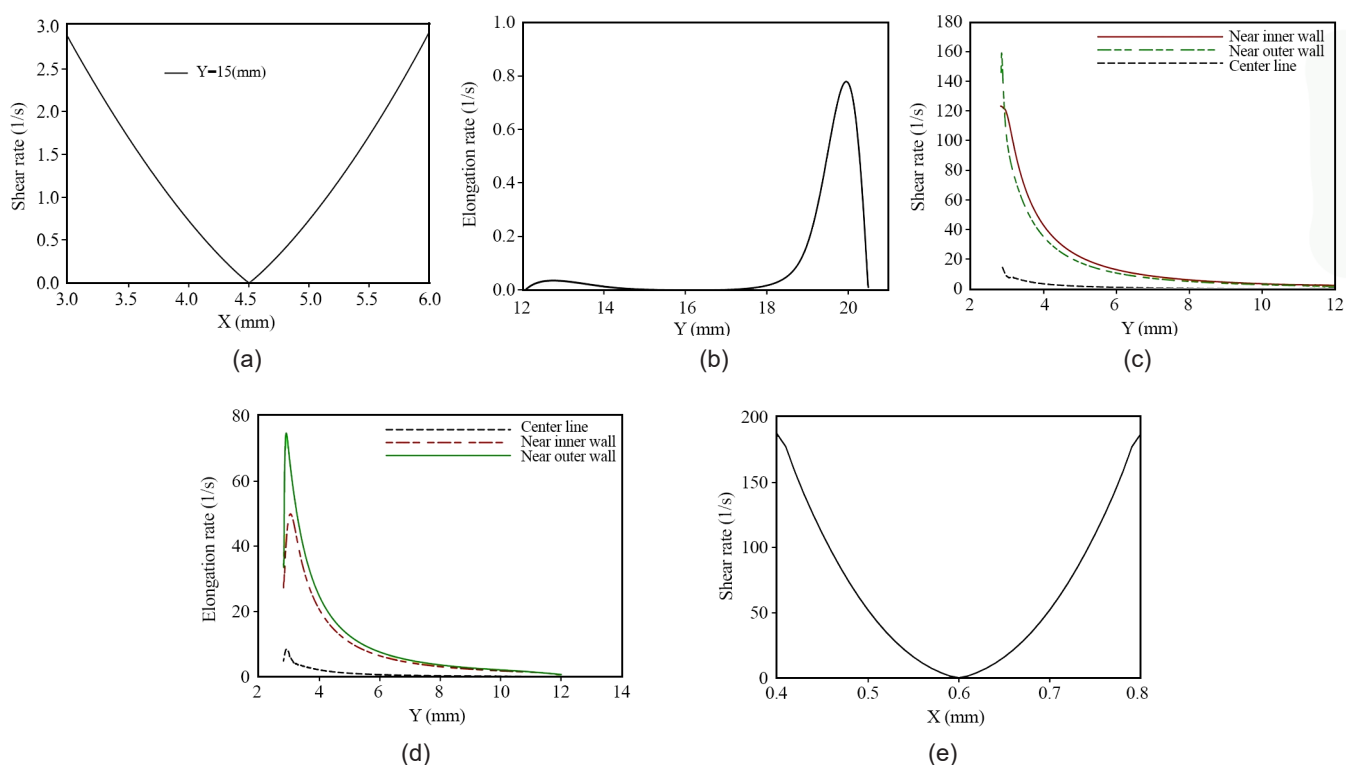 3.0
2.5
2.0
1.5
1.0
0.5
0.0
Shear rate (1/s)
Y=15(mm)
3.0 3.5 4.0 4.5 5.0 5.5 6.0
X (mm)
(a)
1.0
0.8
0.6
0.4
0.2
0.0
Elongation rate (1/s)
12 14 16 18 20
Y (mm)
(b)
180
160
140
120
100
80
60
40
20
0
Shear rate (1/s)
Near inner wall
Near outer wall
Center line
2 4 6 8 10 12
Y (mm)
(c)
80
60
40
20
0
Elongation rate (1/s)
Center line
Near inner wall
Near outer wall
2 4 6 8 10 12 14
Y (mm)
(d)
200
150
100
50
0
Shear rate (1/s)
0.4 0.5 0.6 0.7 0.8
X (mm)
(e)